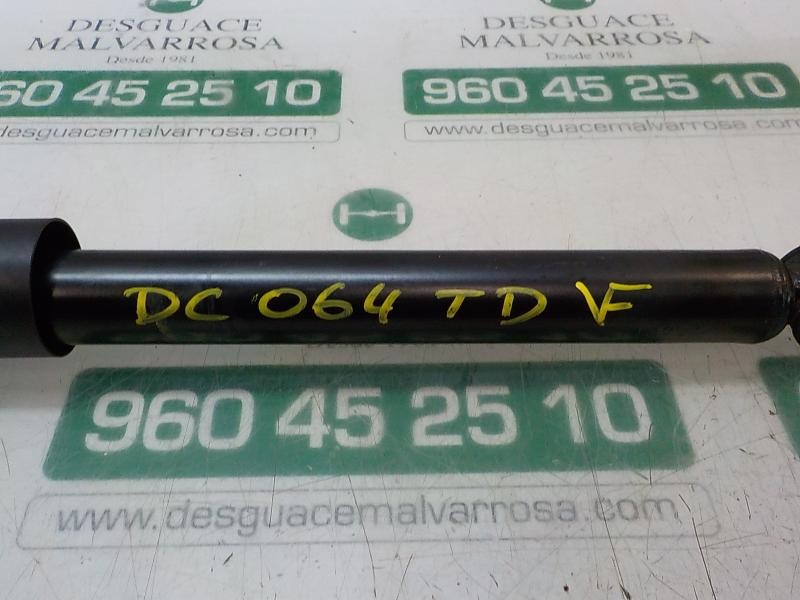 DESGUACE DESGUACE
MALVARROSA MALVARROSA
Desde 1981 Desde 1981
60 45 25 10 960 45 25 10
desguacemalvarrosa.com www.desguacemalvarrosa.com
DC 064 TD VF
960 45 25 10
www.desguacemalvarrosa.com